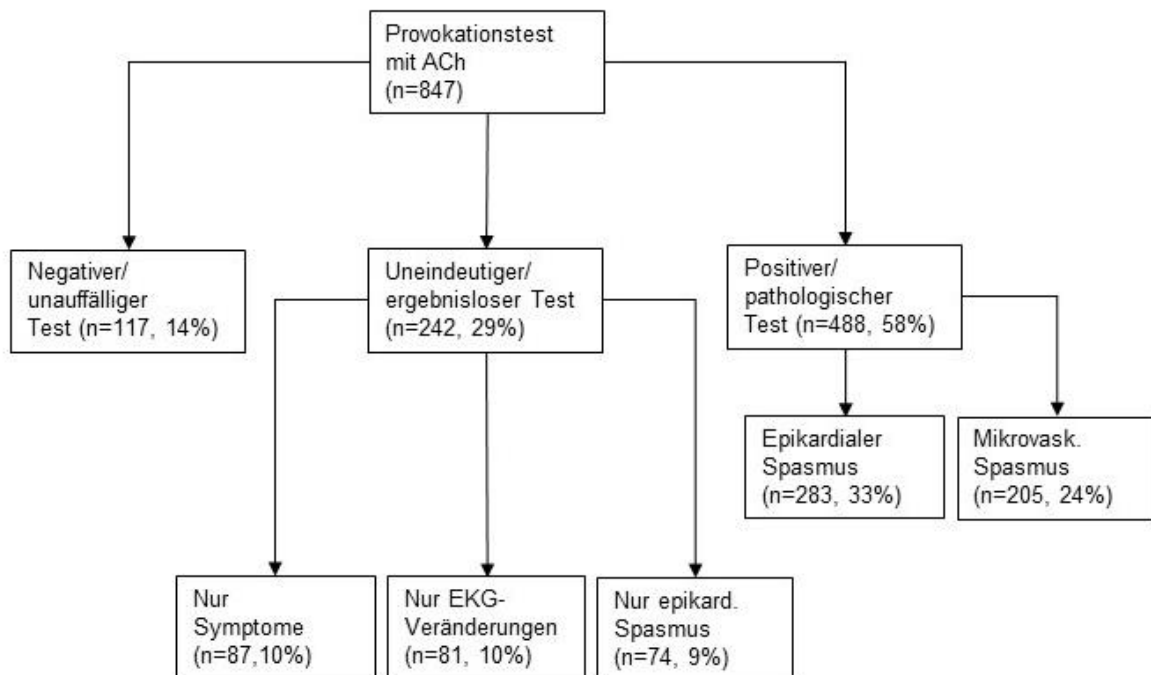 Provokationstest
mit ACh
(n=847)
Negativer/
unauffälliger
Test (n=117, 14%)
Uneindeutiger/
ergebnisloser Test
(n=242, 29%)
Positiver/
pathologischer
Test (n=488, 58%)
Epikardialer
Spasmus
(n=283, 33%)
Mikrovask.
Spasmus
(n=205, 24%)
Nur
Symptome
(n=87,10%)
Nur EKG-
Veränderungen
(n=81, 10%)
Nur epikard.
Spasmus
(n=74, 9%)